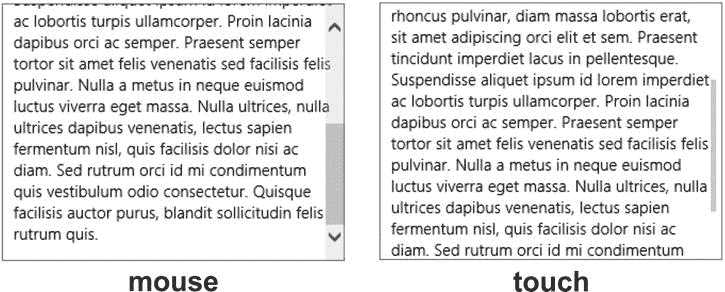 Suspendisse aliquet ipsum id lorem imperdiet
ac lobortis turpis ullamcorper. Proin lacinia
dapibus orci ac semper. Praesent semper
tortor sit amet felis venenatis sed facilisis felis
pulvinar. Nulla a metus in neque euismod
luctus viverra eget massa. Nulla ultrices, nulla
ultrices dapibus venenatis, lectus sapien
fermentum nisl, quis facilisis dolor nisi ac
diam. Sed rutrum orci id mi condimentum
quis vestibulum odio consectetur. Quisque
facilisis auctor purus, blandit sollicitudin felis
rutrum quis.
mouse
rhoncus pulvinar, diam massa lobortis erat,
sit amet adipiscing orci elit et sem. Praesent
tincidunt imperdiet lacus in pellentesque.
Suspendisse aliquet ipsum id lorem imperdiet
ac lobortis turpis ullamcorper. Proin lacinia
dapibus orci ac semper. Praesent semper
tortor sit amet felis venenatis sed facilisis felis
pulvinar. Nulla a metus in neque euismod
luctus viverra eget massa. Nulla ultrices, nulla
ultrices dapibus venenatis, lectus sapien
fermentum nisl, quis facilisis dolor nisi ac
diam. Sed rutrum orci id mi condimentum
touch